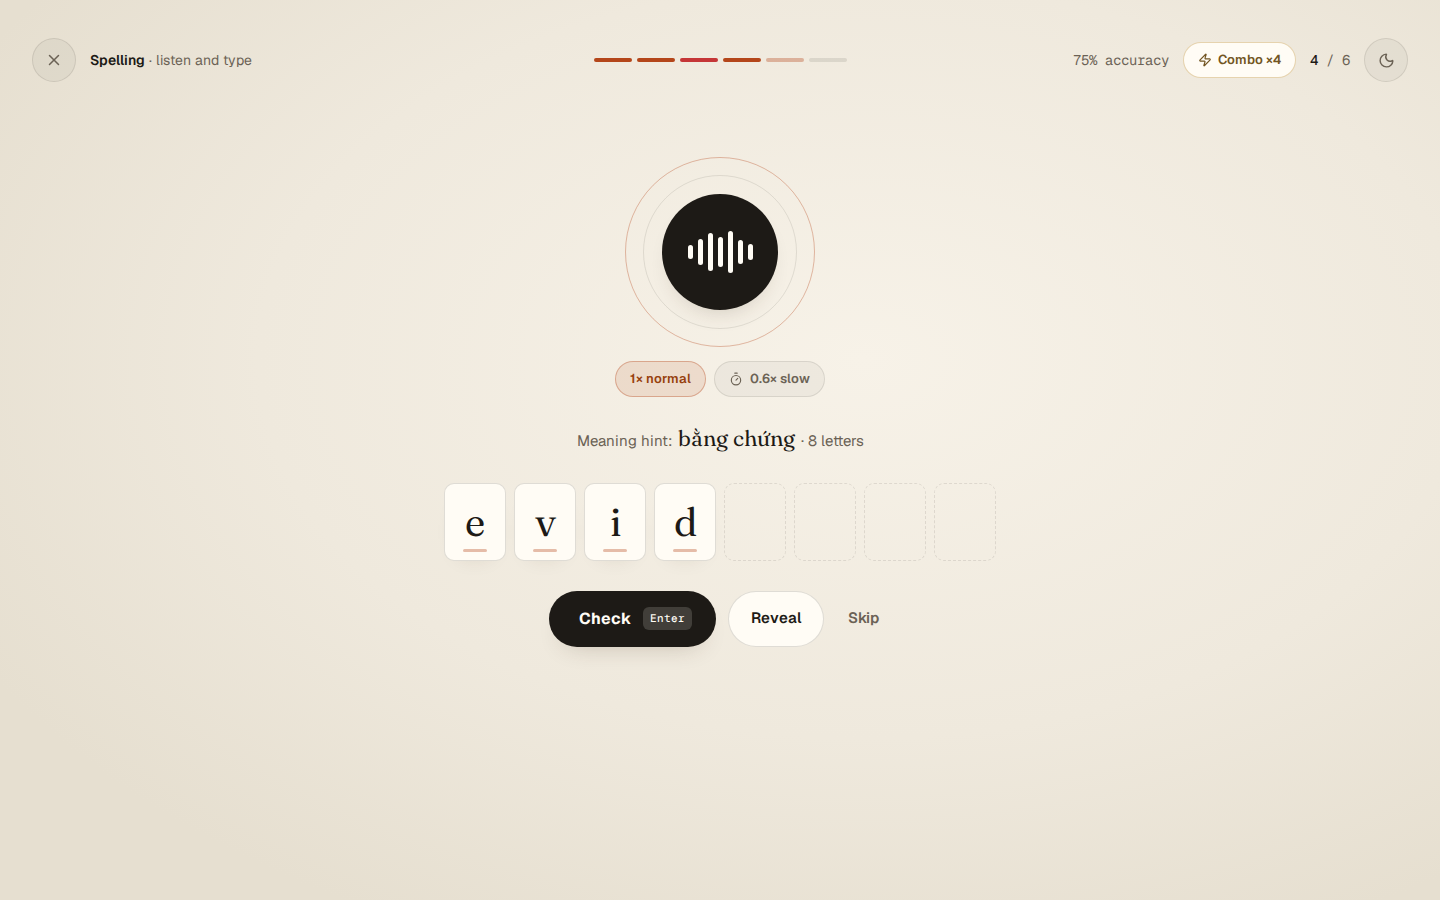 Spelling · listen and type
75% accuracy
Combo ×4
4 / 6
1× normal
0.6× slow
Meaning hint: bằng chứng · 8 letters
e v i d
Check Enter
Reveal
Skip